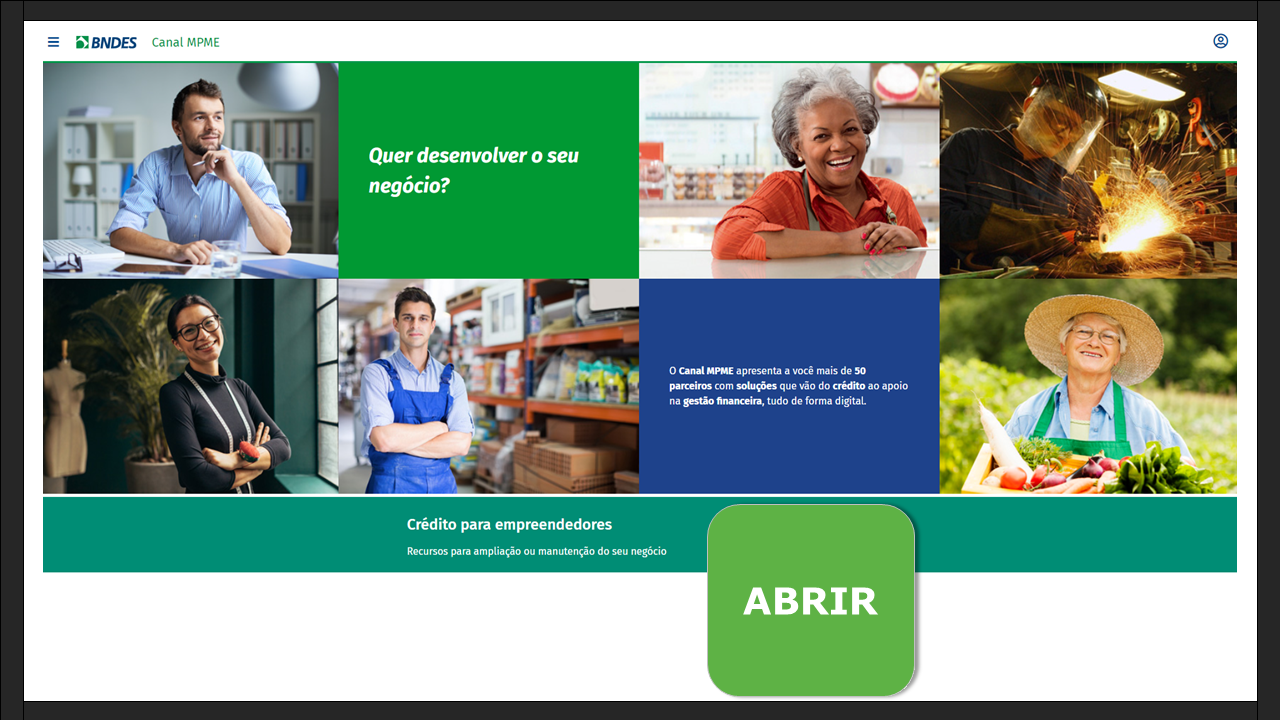 BNDES Canal MPME
Quer desenvolver o seu
negócio?
O Canal MPME apresenta a você mais de 50
parceiros com soluções que vão do crédito ao apoio
na gestão financeira, tudo de forma digital.
Crédito para empreendedores
Recursos para ampliação ou manutenção do seu negócio
ABRIR